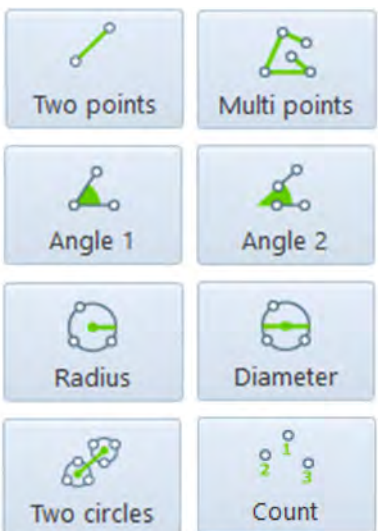 Two points
Multi points
Angle 1
Angle 2
Radius
Diameter
Two circles
1
2
3
Count